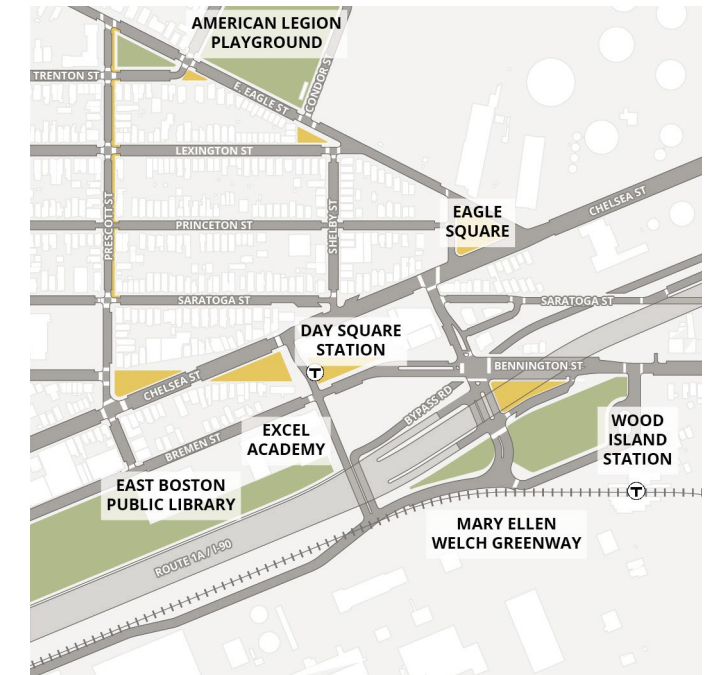 AMERICAN LEGION
PLAYGROUND
TRENTON ST
E. EAGLE ST
CONDOR ST
LEXINGTON ST
PRESCOTT ST
PRINCETON ST
SHELBY ST
EAGLE
SQUARE
CHELSEA ST
SARATOGA ST
SARATOGA ST
DAY SQUARE
STATION
T
BENNINGTON ST
CHELSEA ST
BYPASS RD
WOOD
ISLAND
STATION
T
EXCEL
ACADEMY
BREMEN ST
EAST BOSTON
PUBLIC LIBRARY
MARY ELLEN
WELCH GREENWAY
ROUTE 1A / I-90